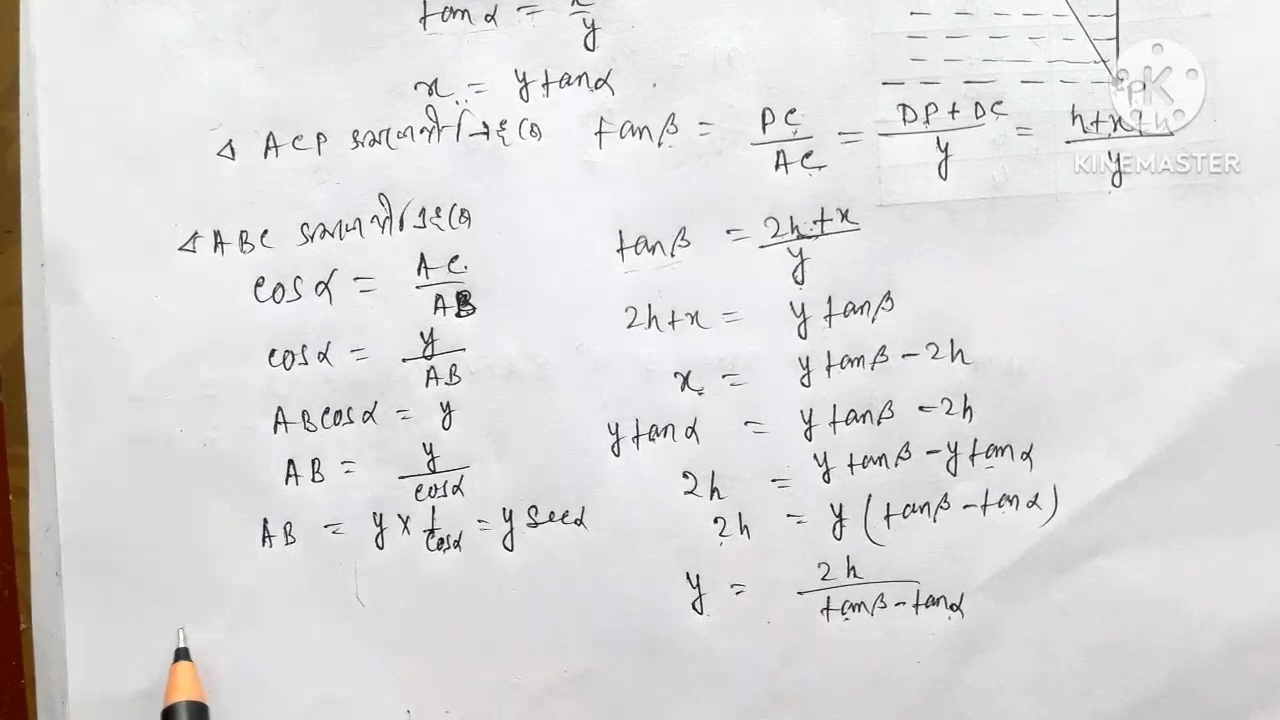 tan α = x/y
x = y tan α
Δ ACP tan β = PC/AC = DP + DC/y = h+x+h/y
KINEMASTER
Δ ABC
cos α = AC/AB
cos α = y/AB
AB cos α = y
AB = y/cos α
AB = y × 1/cos α = y sec α
tan β = 2h+x/y
2h+x = y tan β
x = y tan β - 2h
y tan α = y tan β - 2h
2h = y tan β - y tan α
2h = y (tan β - tan α)
y = 2h/tan β - tan α